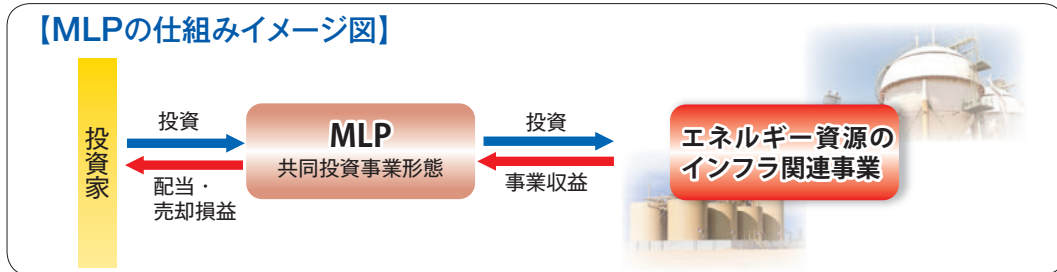 【MLPの仕組みイメージ図】
投資家
投資
配当・
売却損益
MLP
共同投資事業形態
投資
事業収益
エネルギー資源の
インフラ関連事業